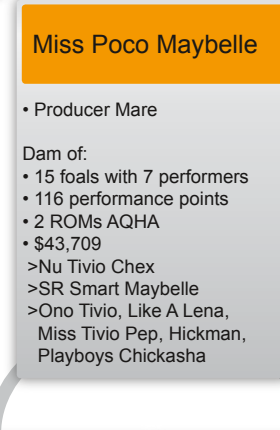 Miss Poco Maybelle
• Producer Mare
Dam of:
• 15 foals with 7 performers
• 116 performance points
• 2 ROMs AQHA
• $43,709
>Nu Tivio Chex
>SR Smart Maybelle
>Ono Tivio, Like A Lena,
Miss Tivio Pep, Hickman,
Playboys Chickasha